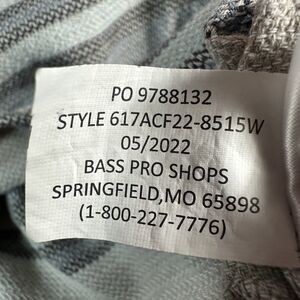 PO 9788132
STYLE 617ACF22-8515W
05/2022
BASS PRO SHOPS
SPRINGFIELD,MO 65898
(1-800-227-7776)